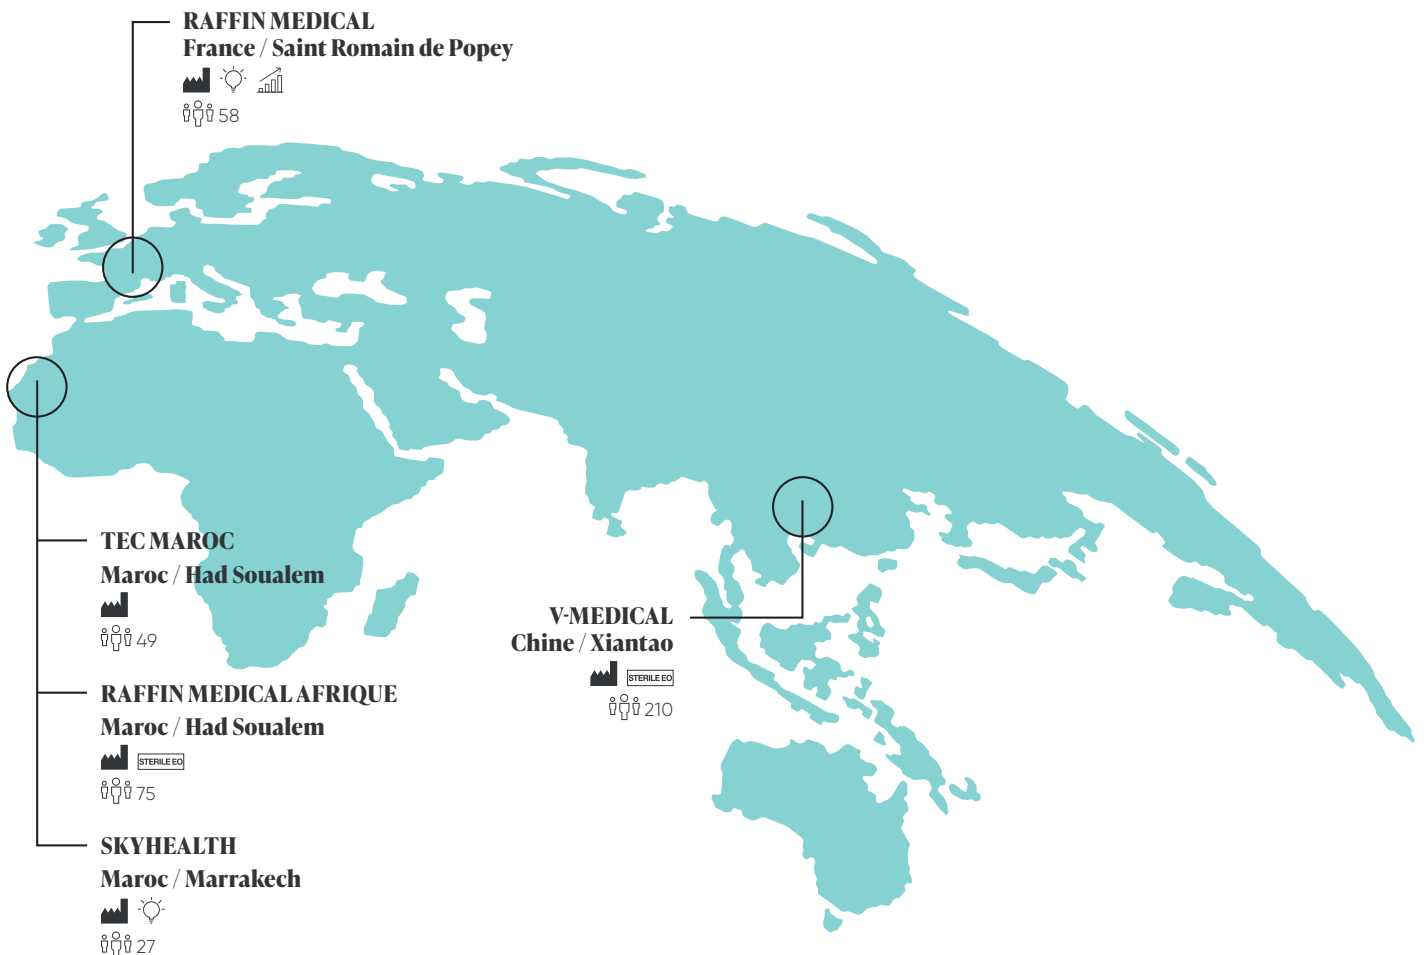 RAFFIN MEDICAL
France / Saint Romain de Popey
58
TEC MAROC
Maroc / Had Soualem
49
RAFFIN MEDICAL AFRIQUE
Maroc / Had Soualem
STERILE EO
75
SKYHEALTH
Maroc / Marrakech
27
V-MEDICAL
Chine / Xiantao
STERILE EO
210